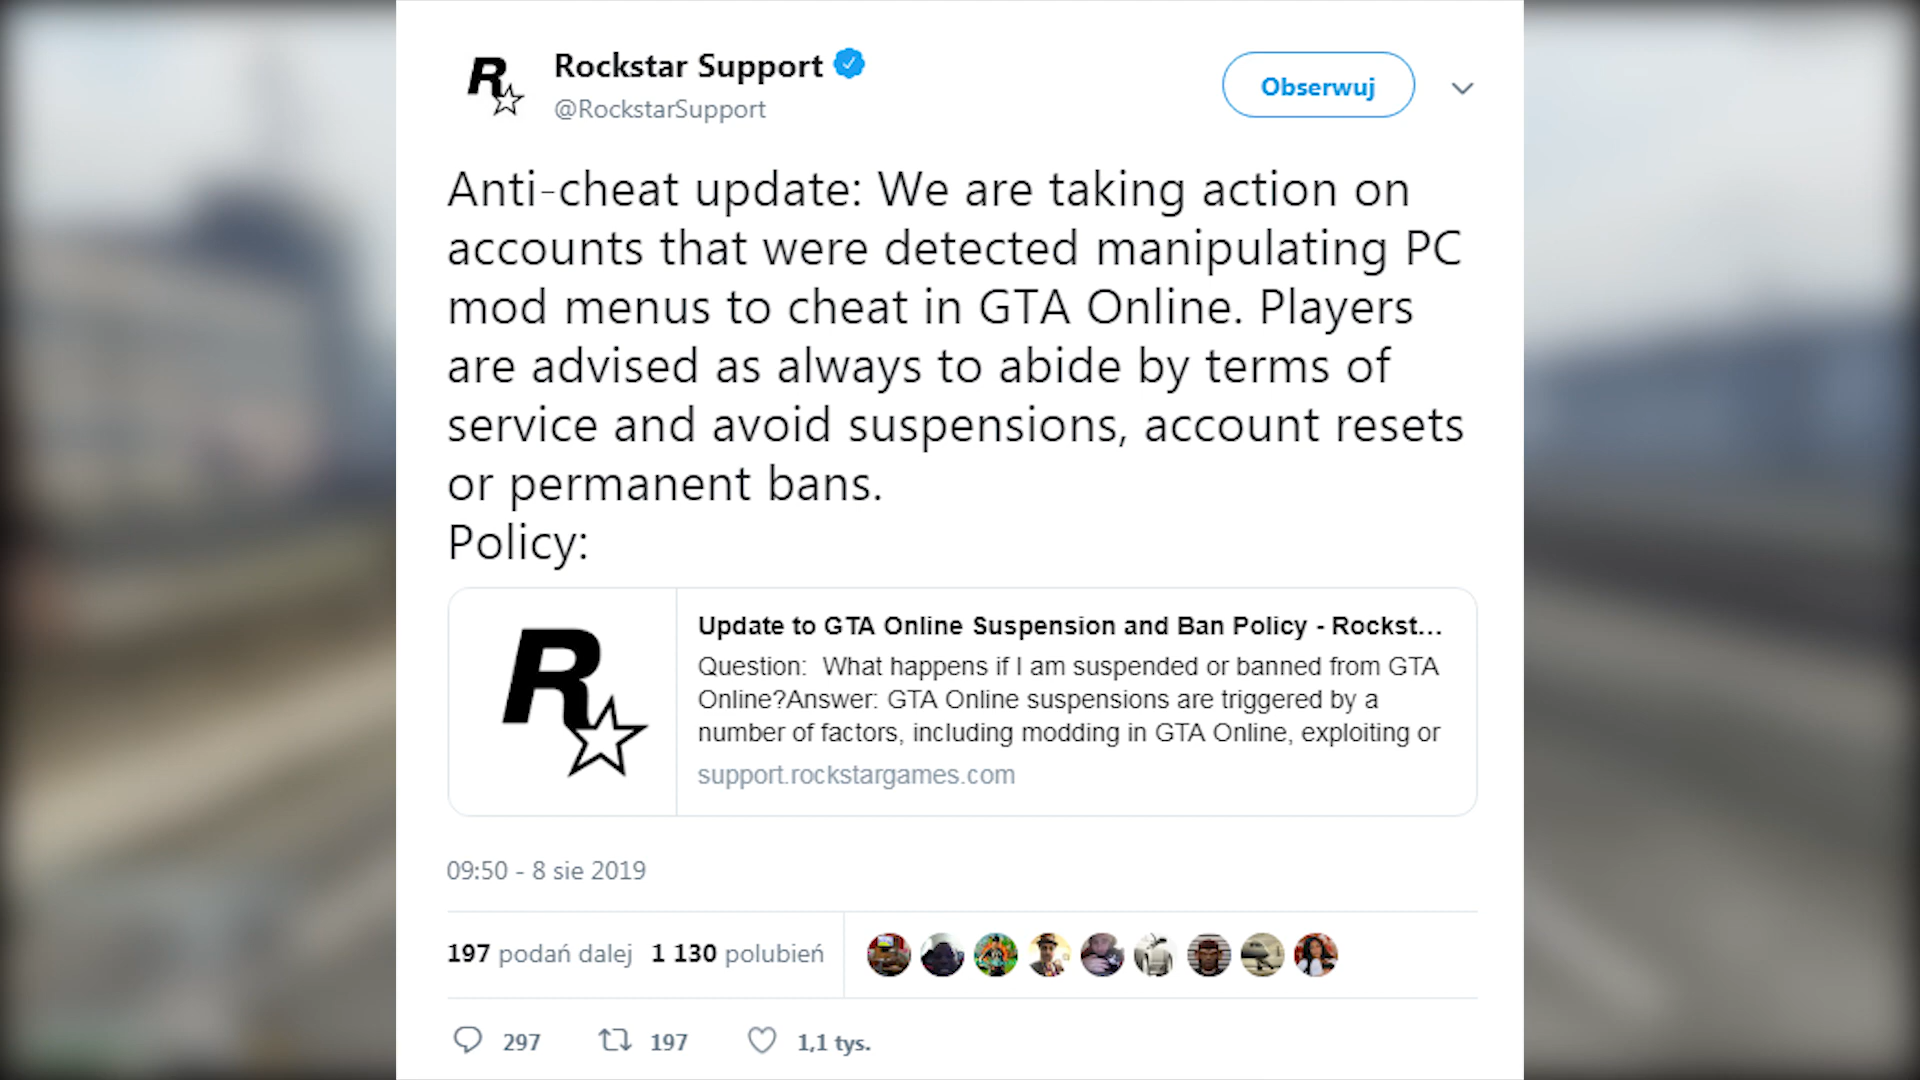 Rockstar Support
@RockstarSupport
Obserwuj
Anti-cheat update: We are taking action on
accounts that were detected manipulating PC
mod menus to cheat in GTA Online. Players
are advised as always to abide by terms of
service and avoid suspensions, account resets
or permanent bans.
Policy:
R
Update to GTA Online Suspension and Ban Policy - Rockst...
Question:  What happens if I am suspended or banned from GTA
Online?Answer: GTA Online suspensions are triggered by a
number of factors, including modding in GTA Online, exploiting or
support.rockstargames.com
09:50 - 8 sie 2019
197 podań dalej 1 130 polubień
297 197 1,1 tys.